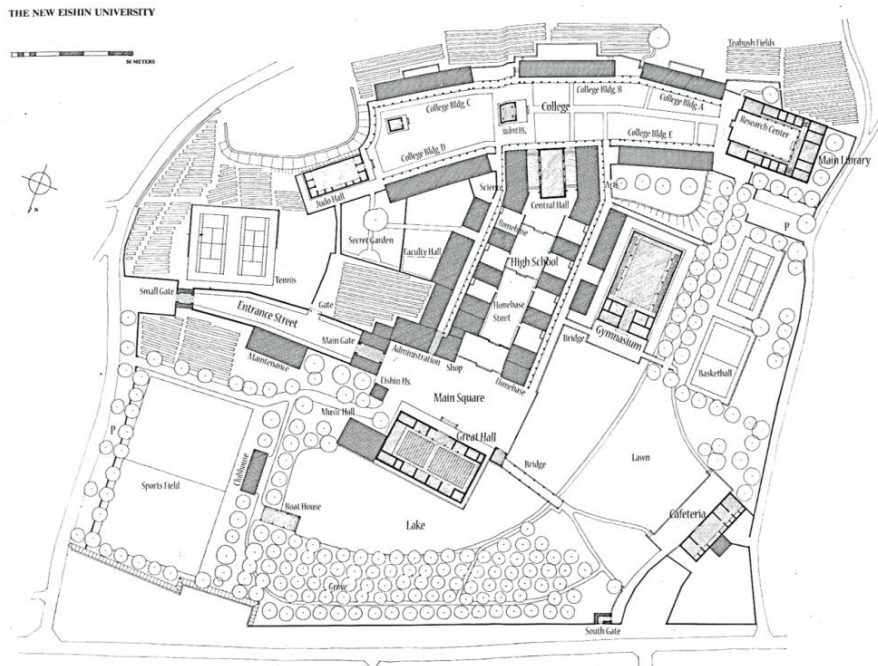 THE NEW EISHIN UNIVERSITY
50 METERS
N
Teabush Fields
College Bldg. C
College
College Bldg. B
College Bldg. A
Research Center
Main Library
College Bldg. D
College Bldg. E
Judo Hall
Science
Central Hall
Arts
Secret Garden
Faculty Hall
Homebase
High School
P
Tennis
Small Gate
Gate
Entrance Street
Homebase
Street
Gymnasium
Bridge
Main Gate
Administration
Shop
Homebase
Basketball
Maintenance
Eishin Hs.
Main Square
Music Hall
Great Hall
P
Bridge
Lawn
Clubhouse
Sports Field
Boat House
Lake
Cafeteria
Grove
South Gate